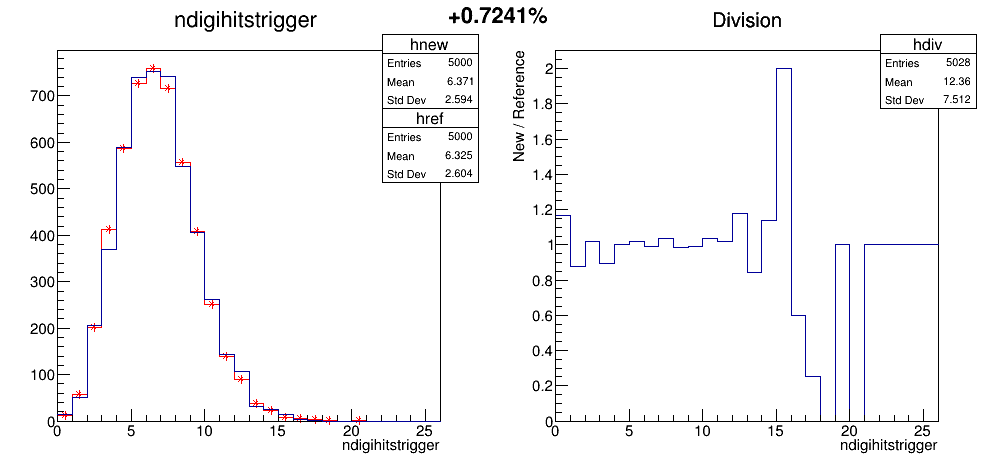 +0.7241%
ndigihitstrigger
hnew
Entries 5000
Mean 6.371
Std Dev 2.594
href
Entries 5000
Mean 6.325
Std Dev 2.604
700
600
500
400
300
200
100
0
0 5 10 15 20 25
ndigihitstrigger
Division
hdiv
Entries 5028
Mean 12.36
Std Dev 7.512
New / Reference
2
1.8
1.6
1.4
1.2
1
0.8
0.6
0.4
0.2
0
0 5 10 15 20 25
ndigihitstrigger